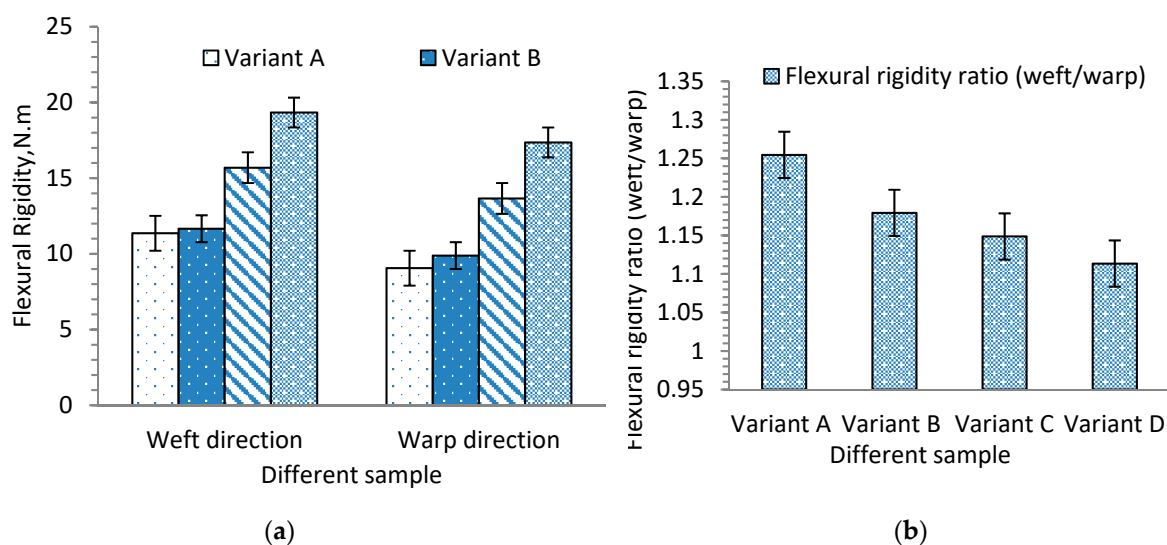 25
20
15
10
5
0
Flexural Rigidity,N.m
Variant A
Variant B
Weft direction
Warp direction
Different sample
(a)
1.35
1.3
1.25
1.2
1.15
1.1
1.05
1
0.95
Flexural rigidity ratio (weft/warp)
Flexural rigidity ratio (weft/warp)
Variant A Variant B Variant C Variant D
Different sample
(b)